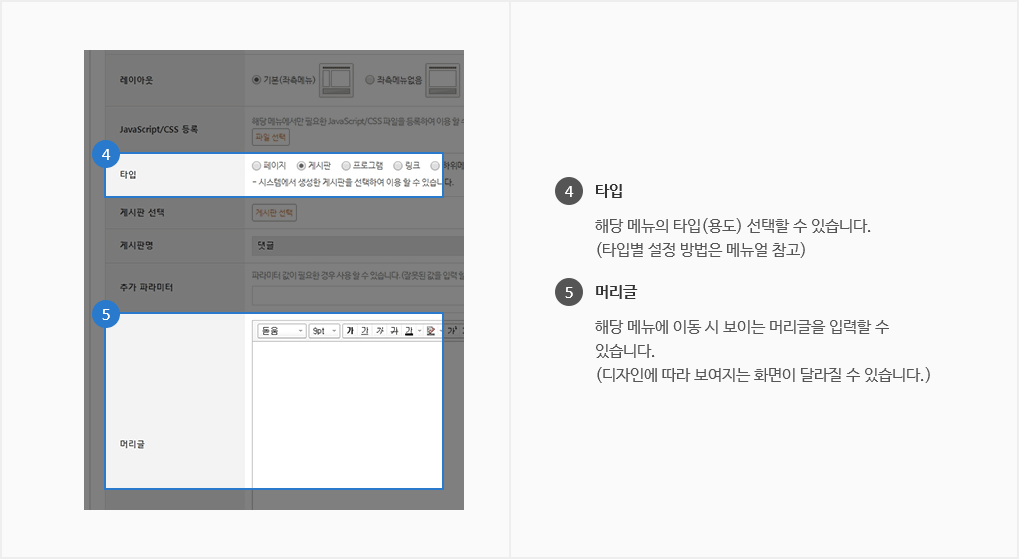 레이아웃
기본(좌측메뉴)
좌측메뉴없음
JavaScript/CSS 등록
해당 메뉴에서만 필요한 JavaScript/CSS 파일을 등록하여 이용 할 수
파일 선택
4
타입
페이지
게시판
프로그램
링크
하위메
- 시스템에서 생성한 게시판을 선택하여 이용 할 수 있습니다.
게시판 선택
게시판 선택
게시판명
댓글
추가 파라미터
파라미터 값이 필요한 경우 사용 할 수 있습니다. (잘못된 값을 입력 할
5
돋움
9pt
가 가 가 가 가
머리글
4 타입
해당 메뉴의 타입(용도) 선택할 수 있습니다.
(타입별 설정 방법은 메뉴얼 참고)
5 머리글
해당 메뉴에 이동 시 보이는 머리글을 입력할 수
있습니다.
(디자인에 따라 보여지는 화면이 달라질 수 있습니다.)